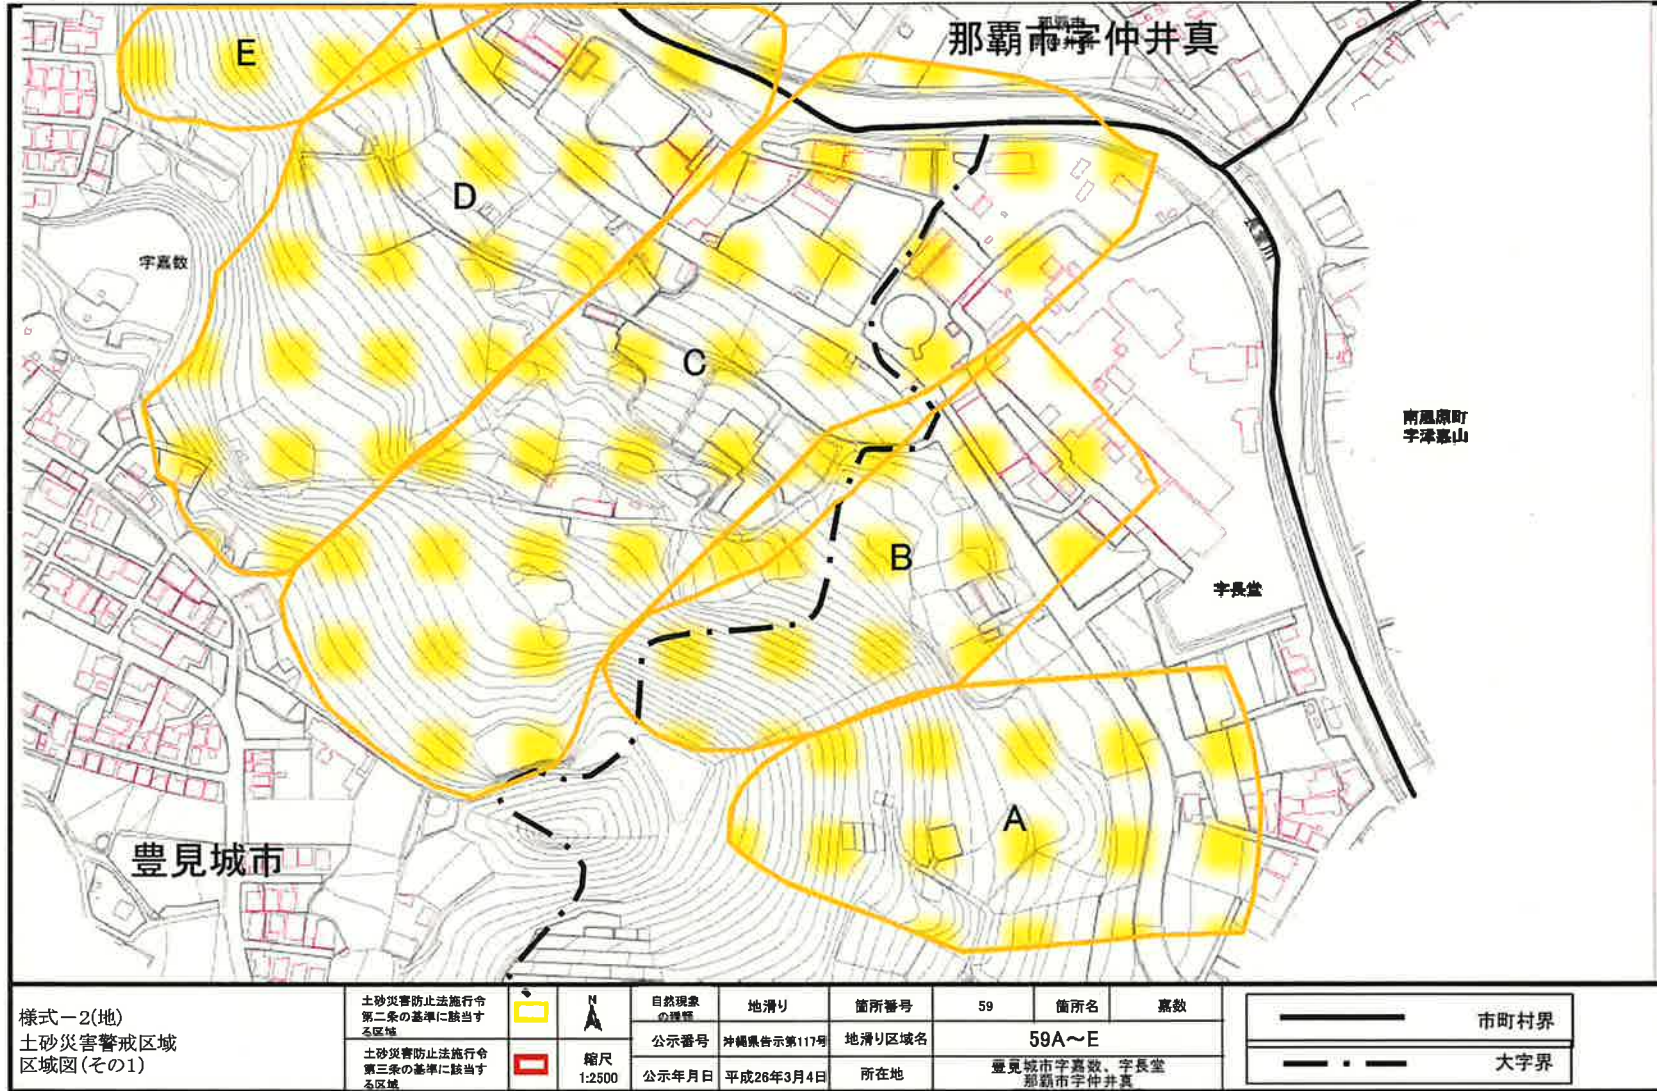 那覇市字仲井真
E
D
字嘉数
C
南風原町
字津嘉山
B
字長堂
A
豊見城市
様式－2(地)
土砂災害警戒区域
区域図(その1)
土砂災害防止法施行令
第二条の基準に該当す
る区域
土砂災害防止法施行令
第三条の基準に該当す
る区域
N
縮尺
1:2500
自然現象
の種類
地滑り
箇所番号
59
箇所名
嘉数
公示番号
沖縄県告示第117号
地滑り区域名
59A～E
公示年月日
平成26年3月4日
所在地
豊見城市字嘉数、字長堂
那覇市字仲井真
市町村界
大字界